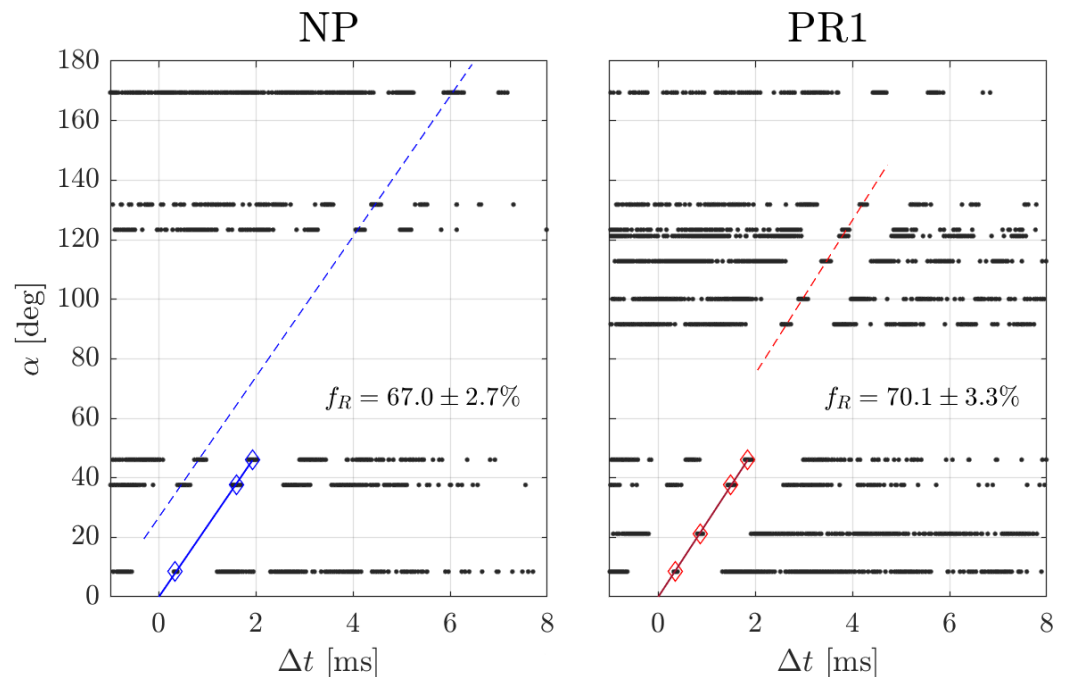 NP
PR1
180
160
140
120
100
80
60
40
20
0
α [deg]
f_R = 67.0 ± 2.7%
f_R = 70.1 ± 3.3%
0 2 4 6 8
0 2 4 6 8
Δt [ms]
Δt [ms]